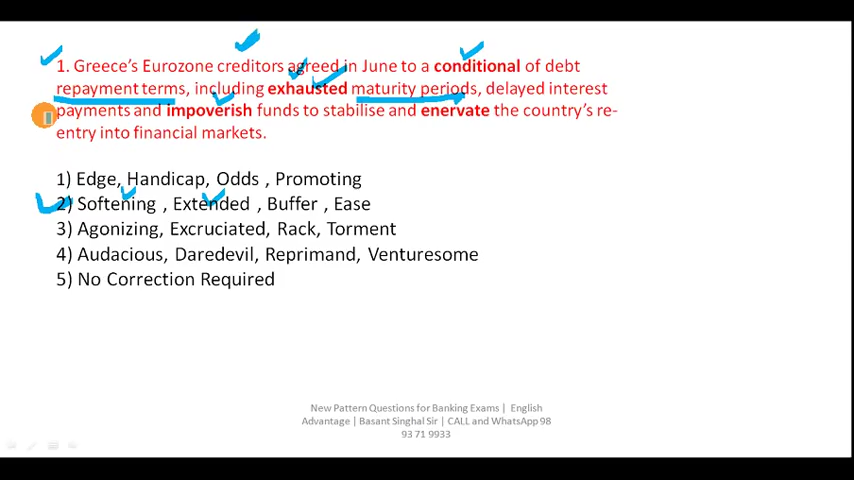 1. Greece's Eurozone creditors agreed in June to a conditional of debt
repayment terms, including exhausted maturity periods, delayed interest
payments and impoverish funds to stabilise and enervate the country's re-
entry into financial markets.
1) Edge, Handicap, Odds , Promoting
2) Softening , Extended , Buffer , Ease
3) Agonizing, Excruciated, Rack, Torment
4) Audacious, Daredevil, Reprimand, Venturesome
5) No Correction Required
New Pattern Questions for Banking Exams | English
Advantage | Basant Singhal Sir | CALL and WhatsApp 98
93 71 9933